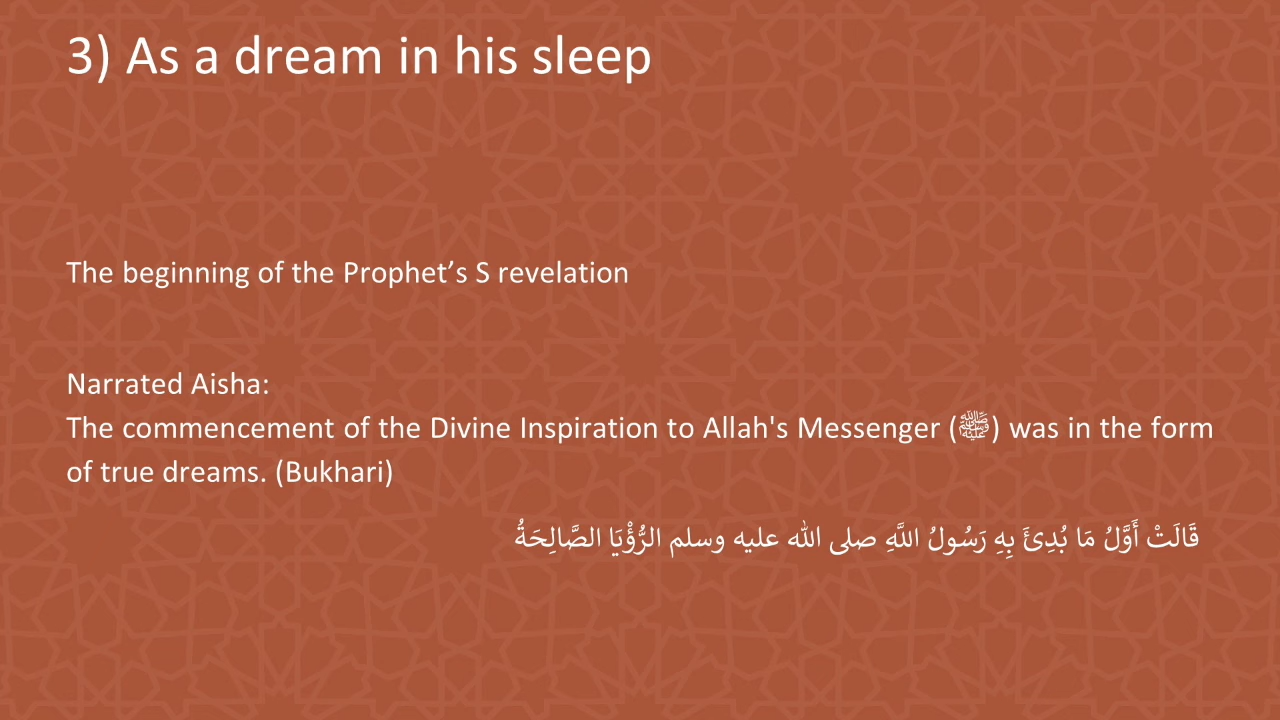 3) As a dream in his sleep
The beginning of the Prophet’s S revelation
Narrated Aisha:
The commencement of the Divine Inspiration to Allah's Messenger (ﷺ) was in the form
of true dreams. (Bukhari)
قَالَتْ أَوَّلُ مَا بُدِئَ بِهِ رَسُولُ اللَّهِ صلى الله عليه وسلم الرُّؤْيَا الصَّالِحَةُ